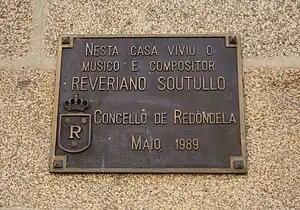 NESTA CASA VIVIU O
MUSICO E COMPOSITOR
REVERIANO SOUTULLO
R
CONCELLO DE REDONDELA
MAIO, 1989